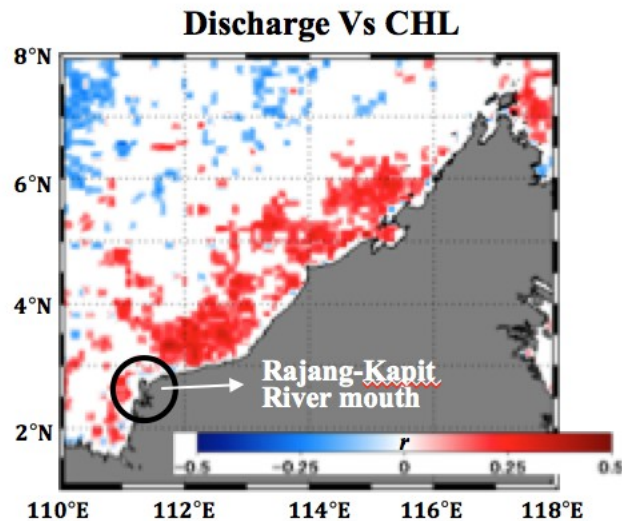 Discharge Vs CHL
8°N
6°N
4°N
2°N
Rajang-Kapit
River mouth
r
-0.5 -0.25 0 0.25 0.5
110°E 112°E 114°E 116°E 118°E